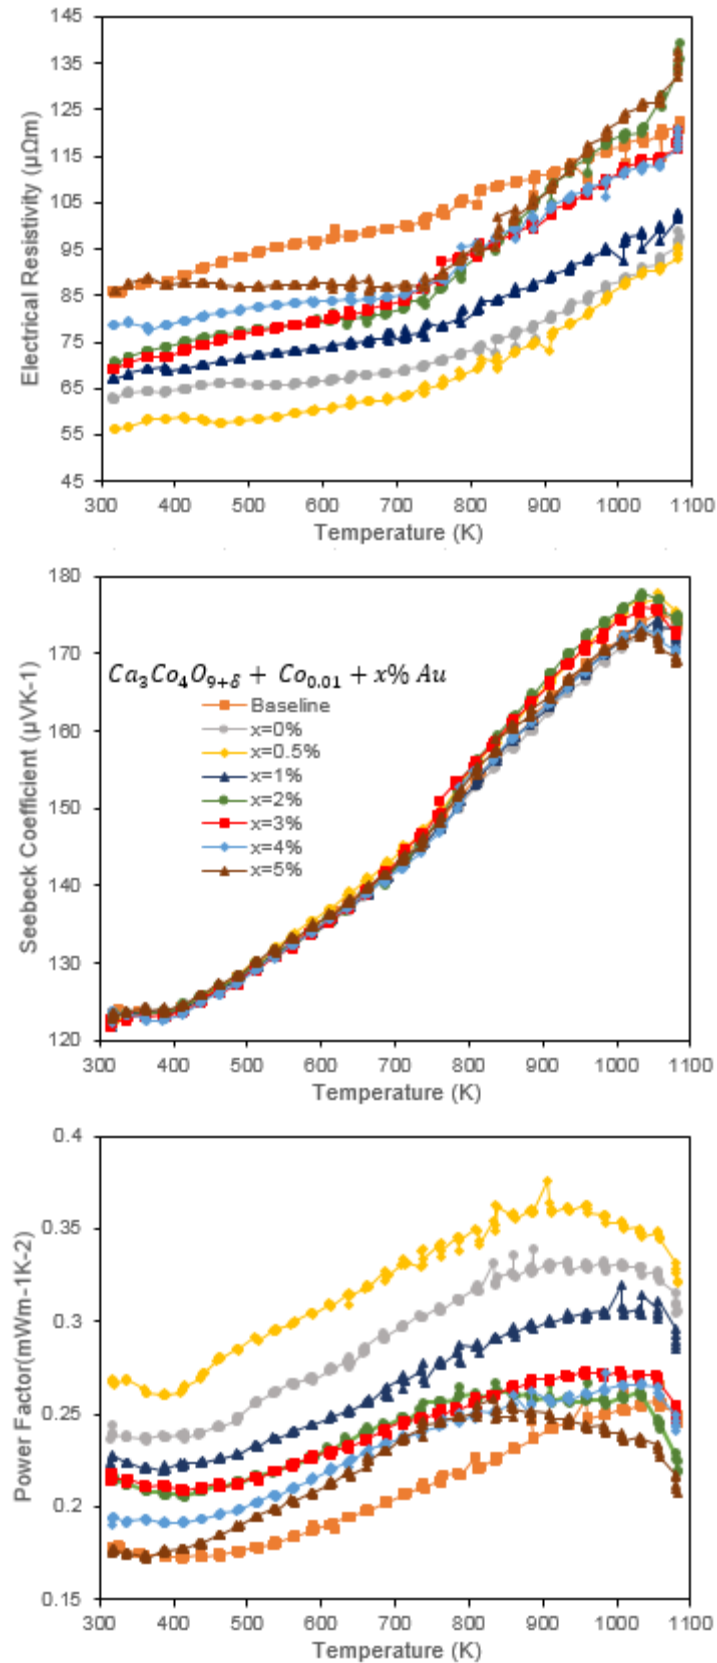 145
135
125
115
105
95
85
75
65
55
45
Electrical Resistivity (µΩm)
300 400 500 600 700 800 900 1000 1100
Temperature (K)
180
170
160
150
140
130
120
Seebeck Coefficient (µVK-1)
Ca₃Co₄O₉₊δ + Co₀.₀₁ + x% Au
Baseline
x=0%
x=0.5%
x=1%
x=2%
x=3%
x=4%
x=5%
300 400 500 600 700 800 900 1000 1100
Temperature (K)
0.4
0.35
0.3
0.25
0.2
0.15
Power Factor(mWm-1K-2)
300 400 500 600 700 800 900 1000 1100
Temperature (K)